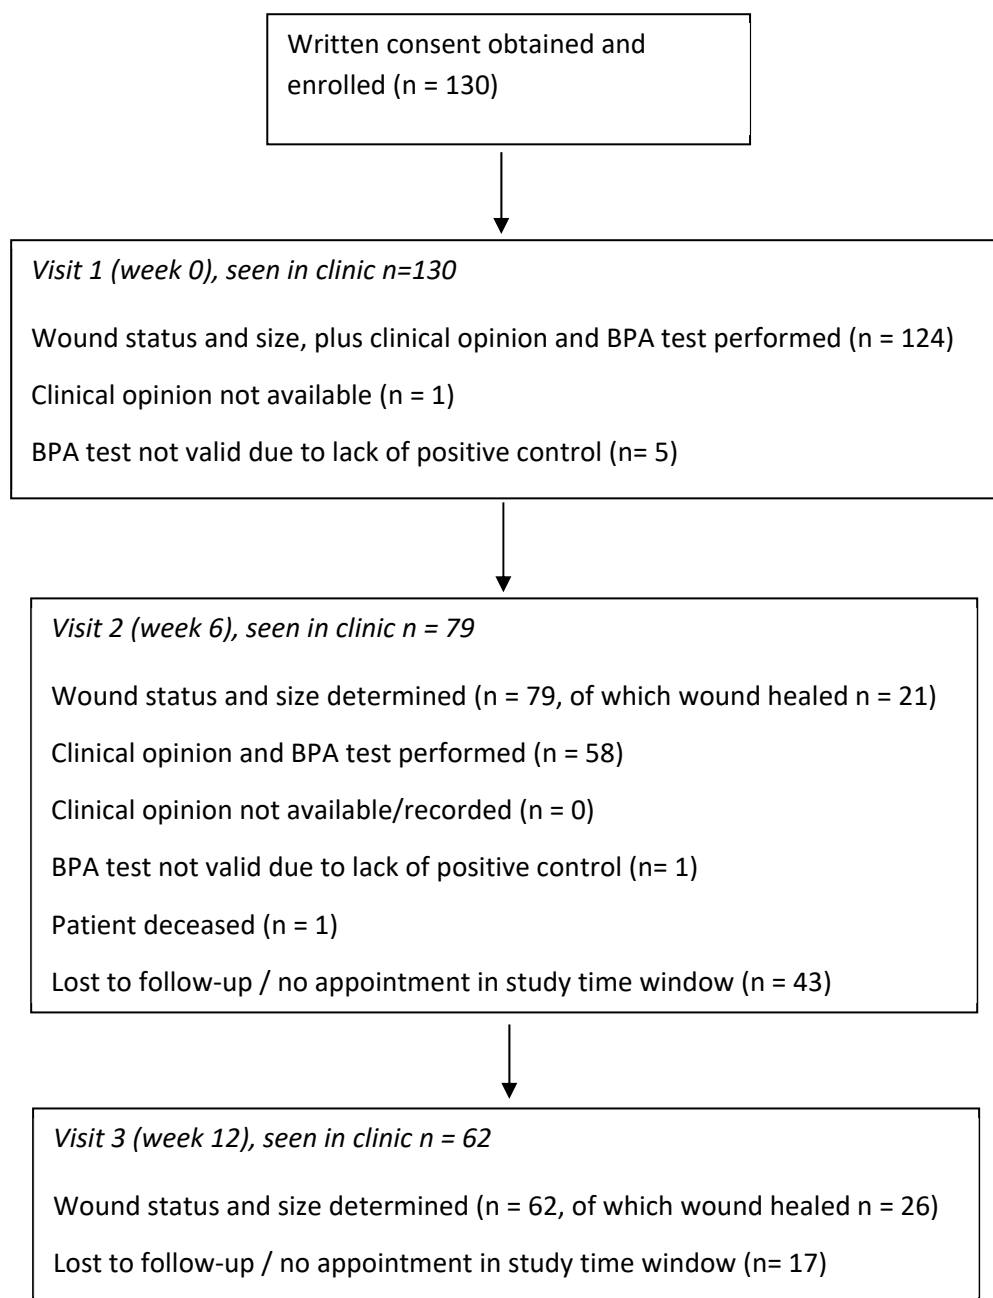 Written consent obtained and
enrolled (n = 130)
Visit 1 (week 0), seen in clinic n=130
Wound status and size, plus clinical opinion and BPA test performed (n = 124)
Clinical opinion not available (n = 1)
BPA test not valid due to lack of positive control (n= 5)
Visit 2 (week 6), seen in clinic n = 79
Wound status and size determined (n = 79, of which wound healed n = 21)
Clinical opinion and BPA test performed (n = 58)
Clinical opinion not available/recorded (n = 0)
BPA test not valid due to lack of positive control (n= 1)
Patient deceased (n = 1)
Lost to follow-up / no appointment in study time window (n = 43)
Visit 3 (week 12), seen in clinic n = 62
Wound status and size determined (n = 62, of which wound healed n = 26)
Lost to follow-up / no appointment in study time window (n= 17)